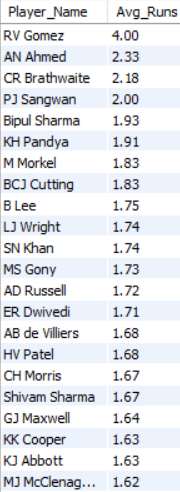 Player_Name Avg_Runs
RV Gomez 4.00
AN Ahmed 2.33
CR Brathwaite 2.18
PJ Sangwan 2.00
Bipul Sharma 1.93
KH Pandya 1.91
M Morkel 1.83
BCJ Cutting 1.83
B Lee 1.75
LJ Wright 1.74
SN Khan 1.74
MS Gony 1.73
AD Russell 1.72
ER Dwivedi 1.71
AB de Villiers 1.68
HV Patel 1.68
CH Morris 1.67
Shivam Sharma 1.67
GJ Maxwell 1.64
KK Cooper 1.63
KJ Abbott 1.63
MJ McClenag... 1.62